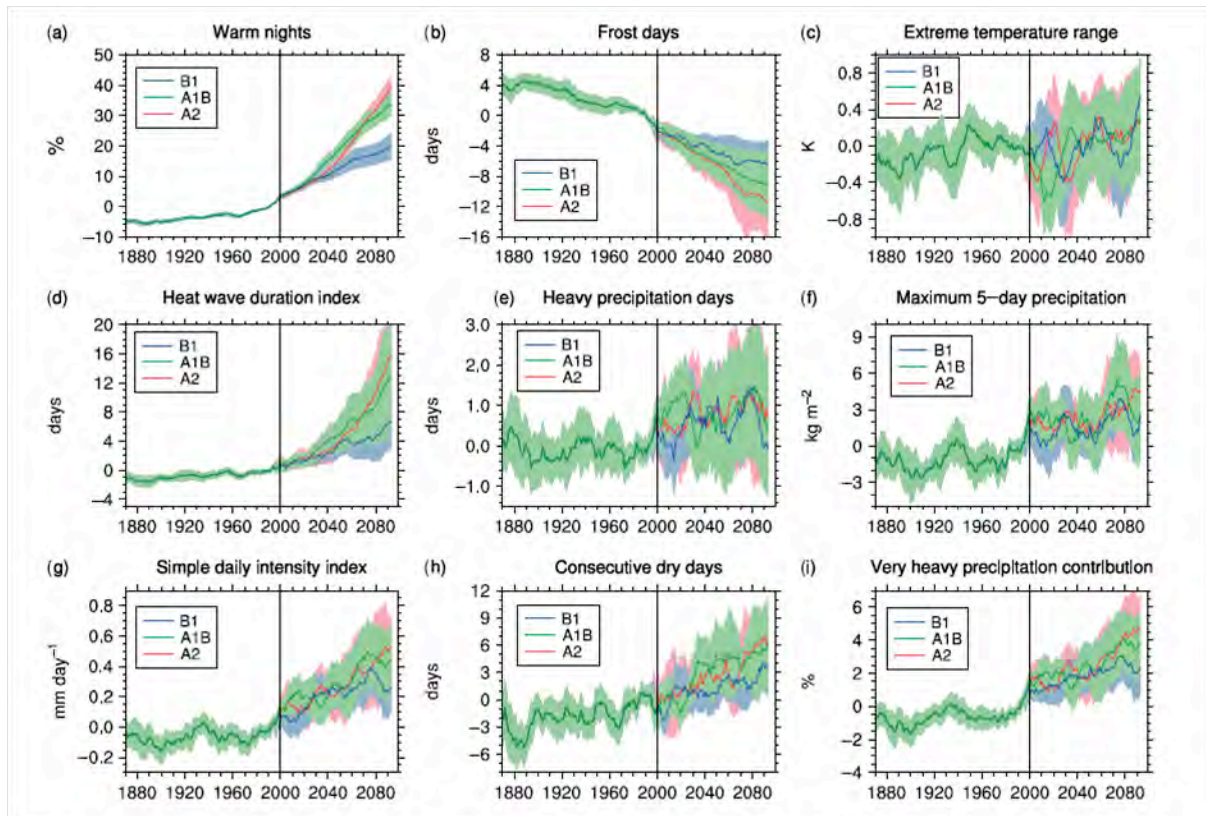 (a) Warm nights
50
40
30
20
10
0
−10
%
B1
A1B
A2
1880 1920 1960 2000 2040 2080
(b) Frost days
8
4
0
−4
−8
−12
−16
days
B1
A1B
A2
1880 1920 1960 2000 2040 2080
(c) Extreme temperature range
0.8
0.4
0.0
−0.4
−0.8
K
B1
A1B
A2
1880 1920 1960 2000 2040 2080
(d) Heat wave duration index
20
16
12
8
4
0
−4
days
B1
A1B
A2
1880 1920 1960 2000 2040 2080
(e) Heavy precipitation days
3.0
2.0
1.0
0.0
−1.0
days
B1
A1B
A2
1880 1920 1960 2000 2040 2080
(f) Maximum 5−day precipitation
9
6
3
0
−3
kg m−2
B1
A1B
A2
1880 1920 1960 2000 2040 2080
(g) Simple daily intensity index
0.8
0.6
0.4
0.2
0.0
−0.2
mm day−1
B1
A1B
A2
1880 1920 1960 2000 2040 2080
(h) Consecutive dry days
12
9
6
3
0
−3
−6
days
B1
A1B
A2
1880 1920 1960 2000 2040 2080
(i) Very heavy precipitation contribution
6
4
2
0
−2
−4
%
B1
A1B
A2
1880 1920 1960 2000 2040 2080